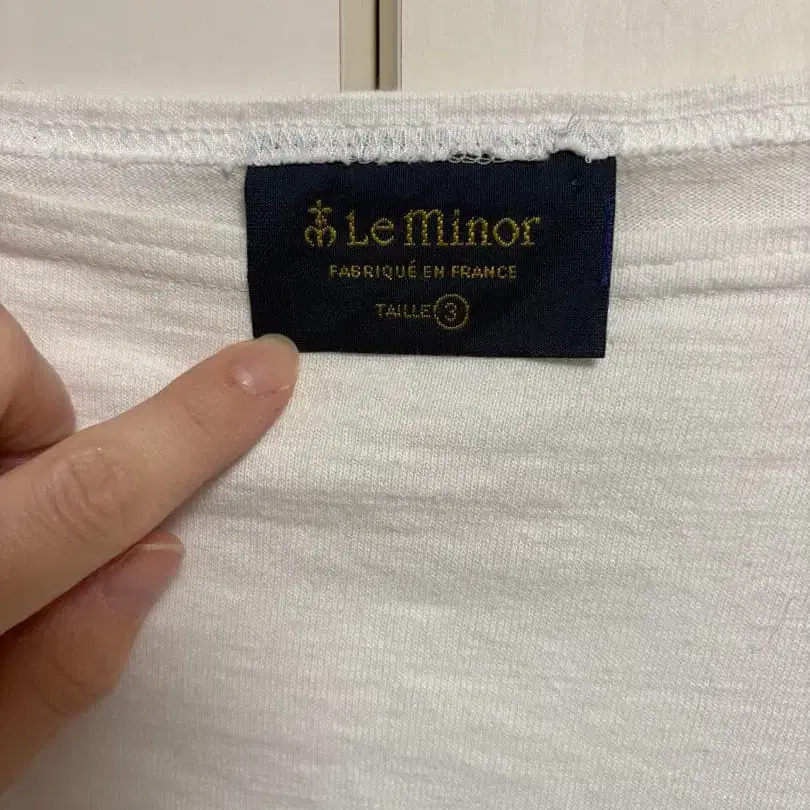 Le Minor
FABRIQUÉ EN FRANCE
TAILLE 3